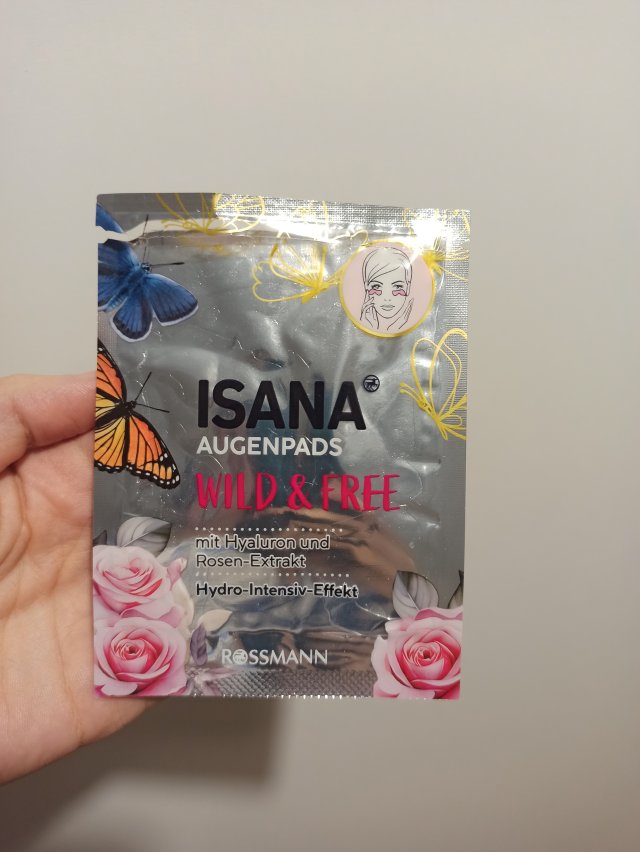 ISANA
AUGENPADS
WILD & FREE
mit Hyaluron und
Rosen-Extrakt
Hydro-Intensiv-Effekt
ROSSMANN